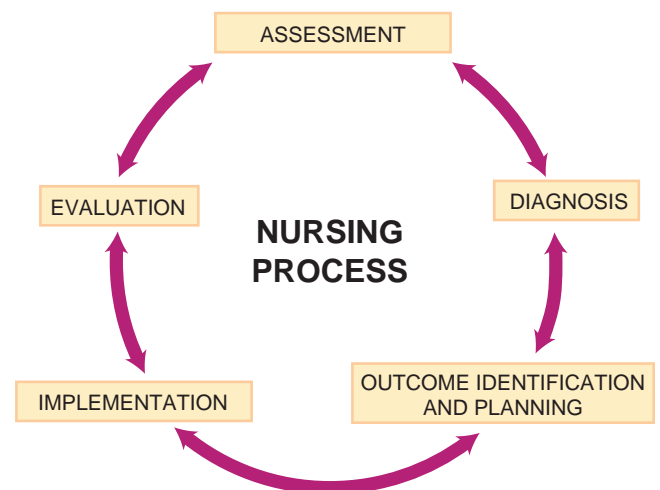 ASSESSMENT
DIAGNOSIS
OUTCOME IDENTIFICATION
AND PLANNING
IMPLEMENTATION
EVALUATION
NURSING
PROCESS